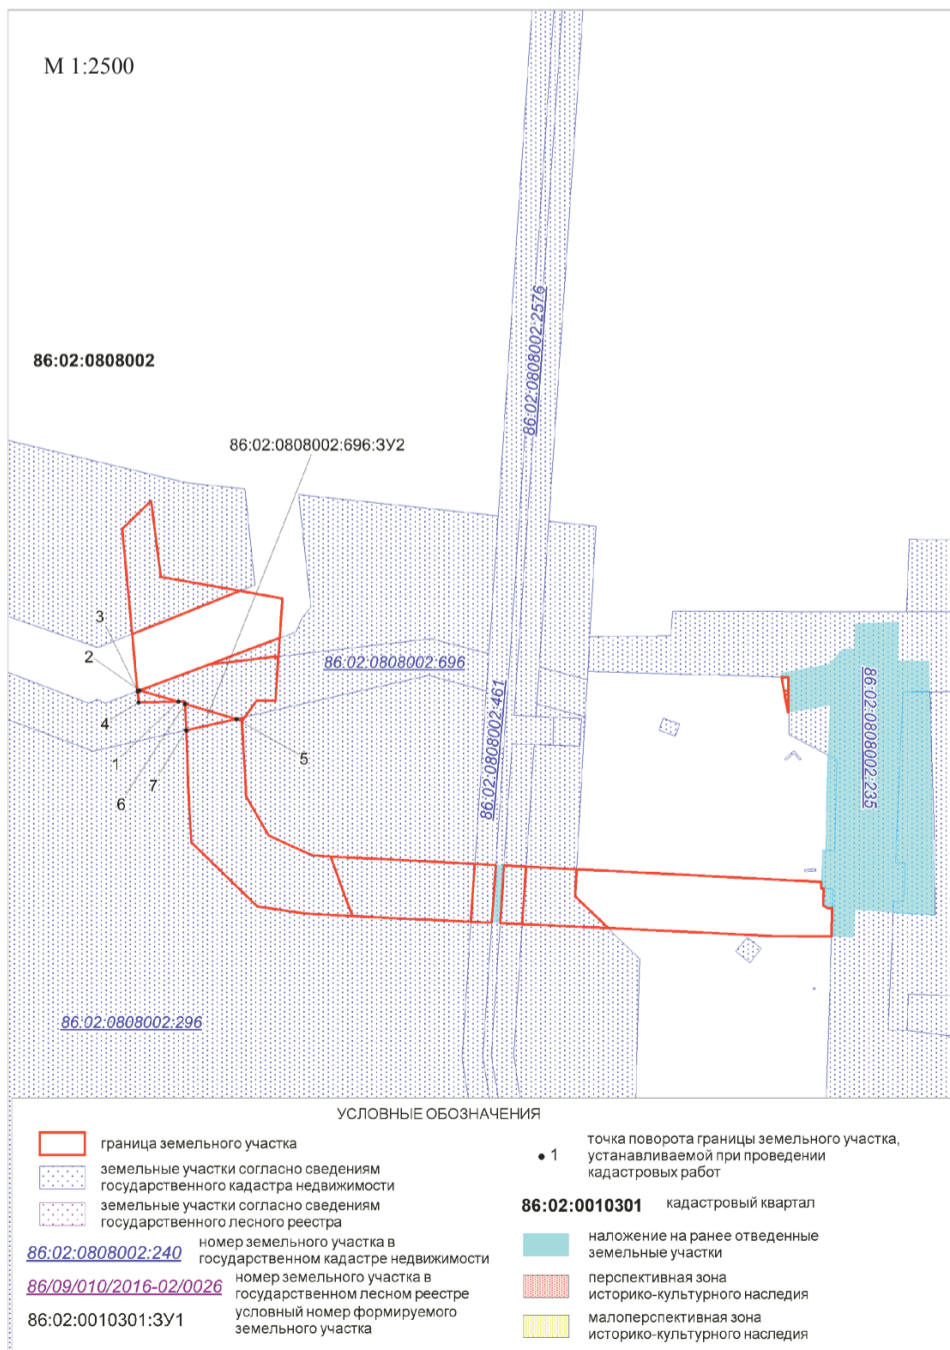 М 1:2500
86:02:0808002:2576
86:02:0808002
86:02:0808002:696:ЗУ2
3
2
86:02:0808002:696
4
86:02:0808002:461
86:02:0808002:235
1
7
5
6
86:02:0808002:296
УСЛОВНЫЕ ОБОЗНАЧЕНИЯ
граница земельного участка
земельные участки согласно сведениям
государственного кадастра недвижимости
земельные участки согласно сведениям
государственного лесного реестра
86:02:0808002:240
номер земельного участка в
государственном кадастре недвижимости
86/09/010/2016-02/0026
номер земельного участка в
государственном лесном реестре
86:02:0010301:ЗУ1
условный номер формируемого
земельного участка
1
точка поворота границы земельного участка,
устанавливаемой при проведении
кадастровых работ
86:02:0010301
кадастровый квартал
наложение на ранее отведенные
земельные участки
перспективная зона
историко-культурного наследия
малоперспективная зона
историко-культурного наследия